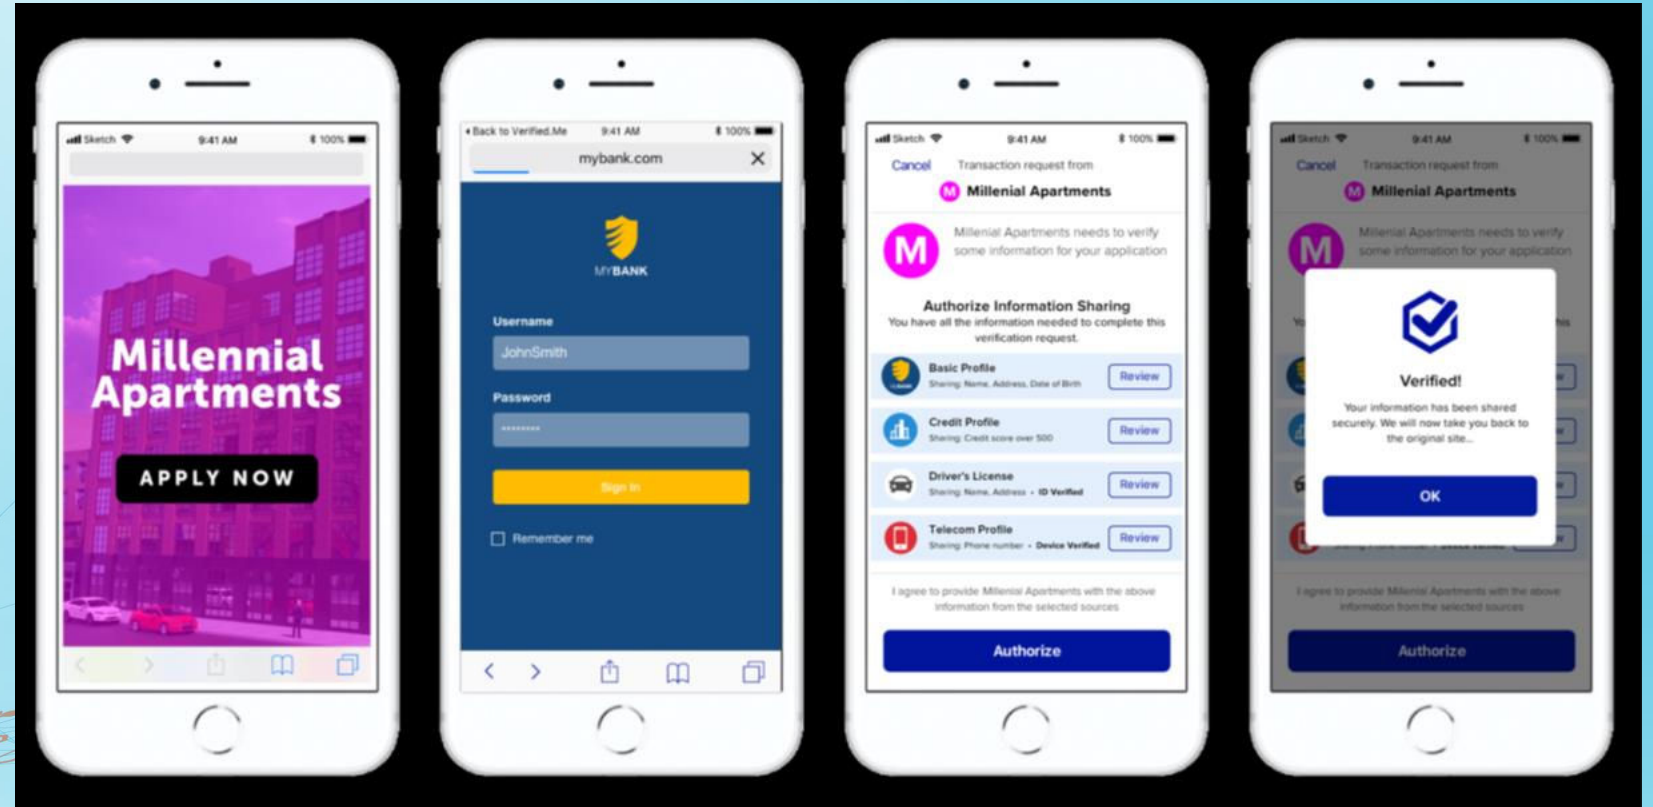 Sketch 9:41 AM 100%
Millennial
Apartments
APPLY NOW
Back to Verified.Me 9:41 AM 100%
mybank.com
MYBANK
Username
JohnSmith
Password
••••••••
Sign In
Remember me
Sketch 9:41 AM 100%
Cancel Transaction request from
M Millenial Apartments
M
Millenial Apartments needs to verify
some information for your application
Authorize Information Sharing
You have all the information needed to complete this
verification request.
Basic Profile
Sharing: Name, Address, Date of Birth
Review
Credit Profile
Sharing: Credit score over 500
Review
Driver's License
Sharing: Name, Address • ID Verified
Review
Telecom Profile
Sharing: Phone number • Device Verified
Review
I agree to provide Millenial Apartments with the above
information from the selected sources
Authorize
Sketch 9:41 AM 100%
Cancel Transaction request from
M Millenial Apartments
M
Millenial Apartments needs to verify
some information for your application
Verified!
Your information has been shared
securely. We will now take you back to
the original site...
OK
I agree to provide Millenial Apartments with the above
information from the selected sources
Authorize